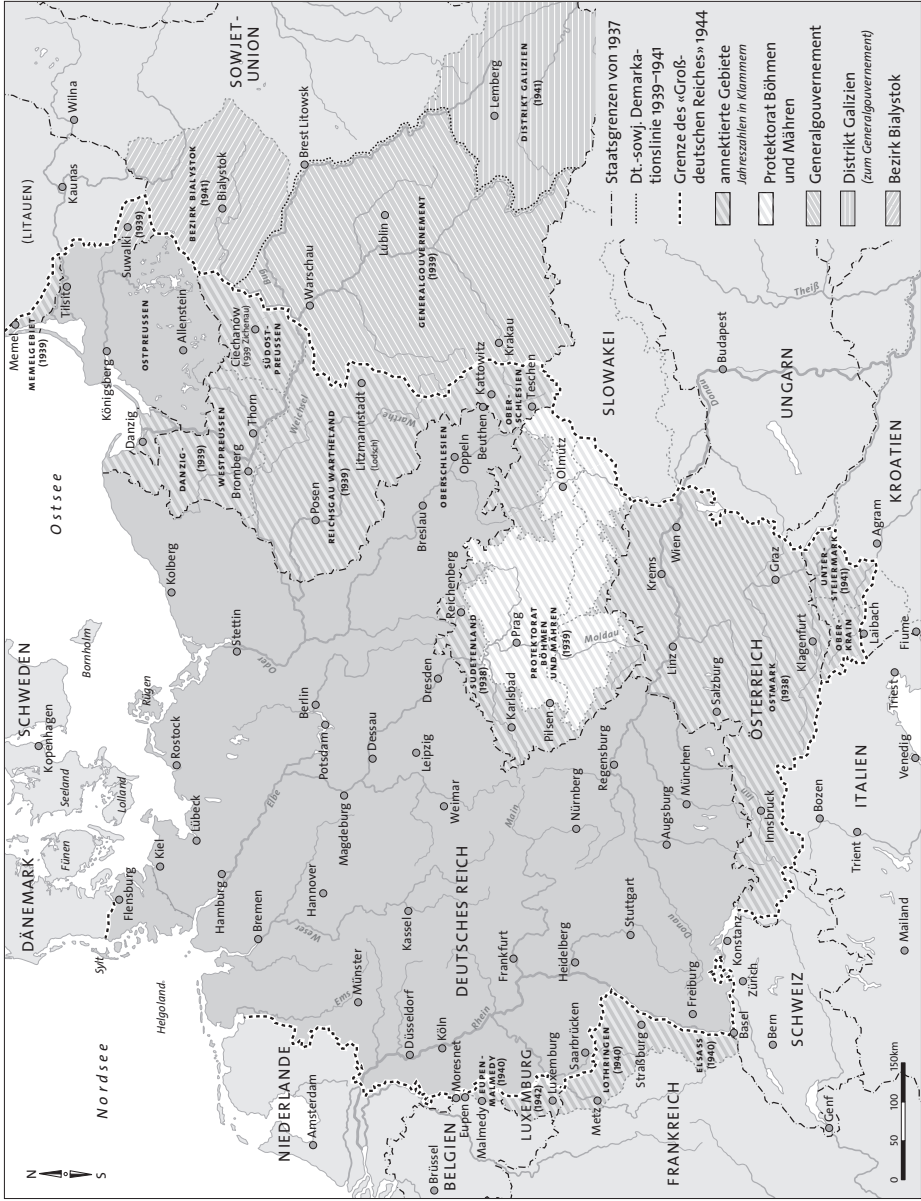 N
S
Nordsee
Ostsee
DÄNEMARK
SCHWEDEN
(LITAUEN)
SOWJET-
UNION
Sylt
Helgoland
Flensburg
Fünen
Seeland
Lolland
Kopenhagen
Bornholm
Rügen
Kiel
Lübeck
Rostock
Hamburg
Bremen
Stettin
Kolberg
Danzig
Königsberg
Memel
MEMELGEBIET
(1939)
Tilsit
Kaunas
Wilna
Suwalki
(1939)
OSTPREUSSEN
Allenstein
DANZIG-
(1939)
WESTPREUSSEN
Bromberg
Thorn
Ciechanów
(1939 Zichenau)
SÜDOST-
PREUSSEN
BEZIRK BIALYSTOK
(1941)
Bialystok
Brest Litowsk
Bug
Warschau
Weichsel
Warthe
Posen
REICHSGAU WARTHELAND
(1939)
Litzmannstadt
(Lodsch)
GENERALGOUVERNEMENT
(1939)
Lublin
Krakau
Lemberg
DISTRIKT GALIZIEN
(1941)
NIEDERLANDE
Amsterdam
Ems
Münster
Weser
Hannover
Elbe
Magdeburg
Potsdam
Berlin
Oder
Dessau
Leipzig
Dresden
Kassel
Weimar
DEUTSCHES REICH
Düsseldorf
Köln
Rhein
Frankfurt
Main
Brüssel
BELGIEN
Moresnet
Eupen
Malmedy
EUPEN-
MALMEDY
(1940)
LUXEMBURG
(1942)
Luxemburg
Saarbrücken
Metz
LOTHRINGEN
(1940)
Straßburg
ELSASS
(1940)
FRANKREICH
Heidelberg
Stuttgart
Freiburg
Donau
Nürnberg
Regensburg
Augsburg
München
Breslau
OBERSCHLESIEN
Oppeln
Beuthen
Kattowitz
OBER-
SCHLESIEN
Teschen
Reichenberg
SUDETENLAND
(1938)
Karlsbad
Pilsen
Prag
PROTEKTORAT
BÖHMEN
UND MÄHREN
(1939)
Moldau
Olmütz
SLOWAKEI
Krems
Wien
Linz
Salzburg
ÖSTERREICH
OSTMARK
(1938)
Graz
Klagenfurt
Inn
Innsbruck
UNTER-
STEIERMARK
(1941)
OBER-
KRAIN
Laibach
Agram
KROATIEN
Fiume
Triest
Venedig
ITALIEN
Bozen
Trient
Mailand
Konstanz
Zürich
Basel
Bern
SCHWEIZ
Genf
Donau
Budapest
UNGARN
Theiß
0 50 100 150km
Staatsgrenzen von 1937
Dt.-sowj. Demarka-
tionslinie 1939–1941
Grenze des «Groß-
deutschen Reiches» 1944
annektierte Gebiete
Jahreszahlen in Klammern
Protektorat Böhmen
und Mähren
Generalgouvernement
Distrikt Galizien
(zum Generalgouvernement)
Bezirk Bialystok